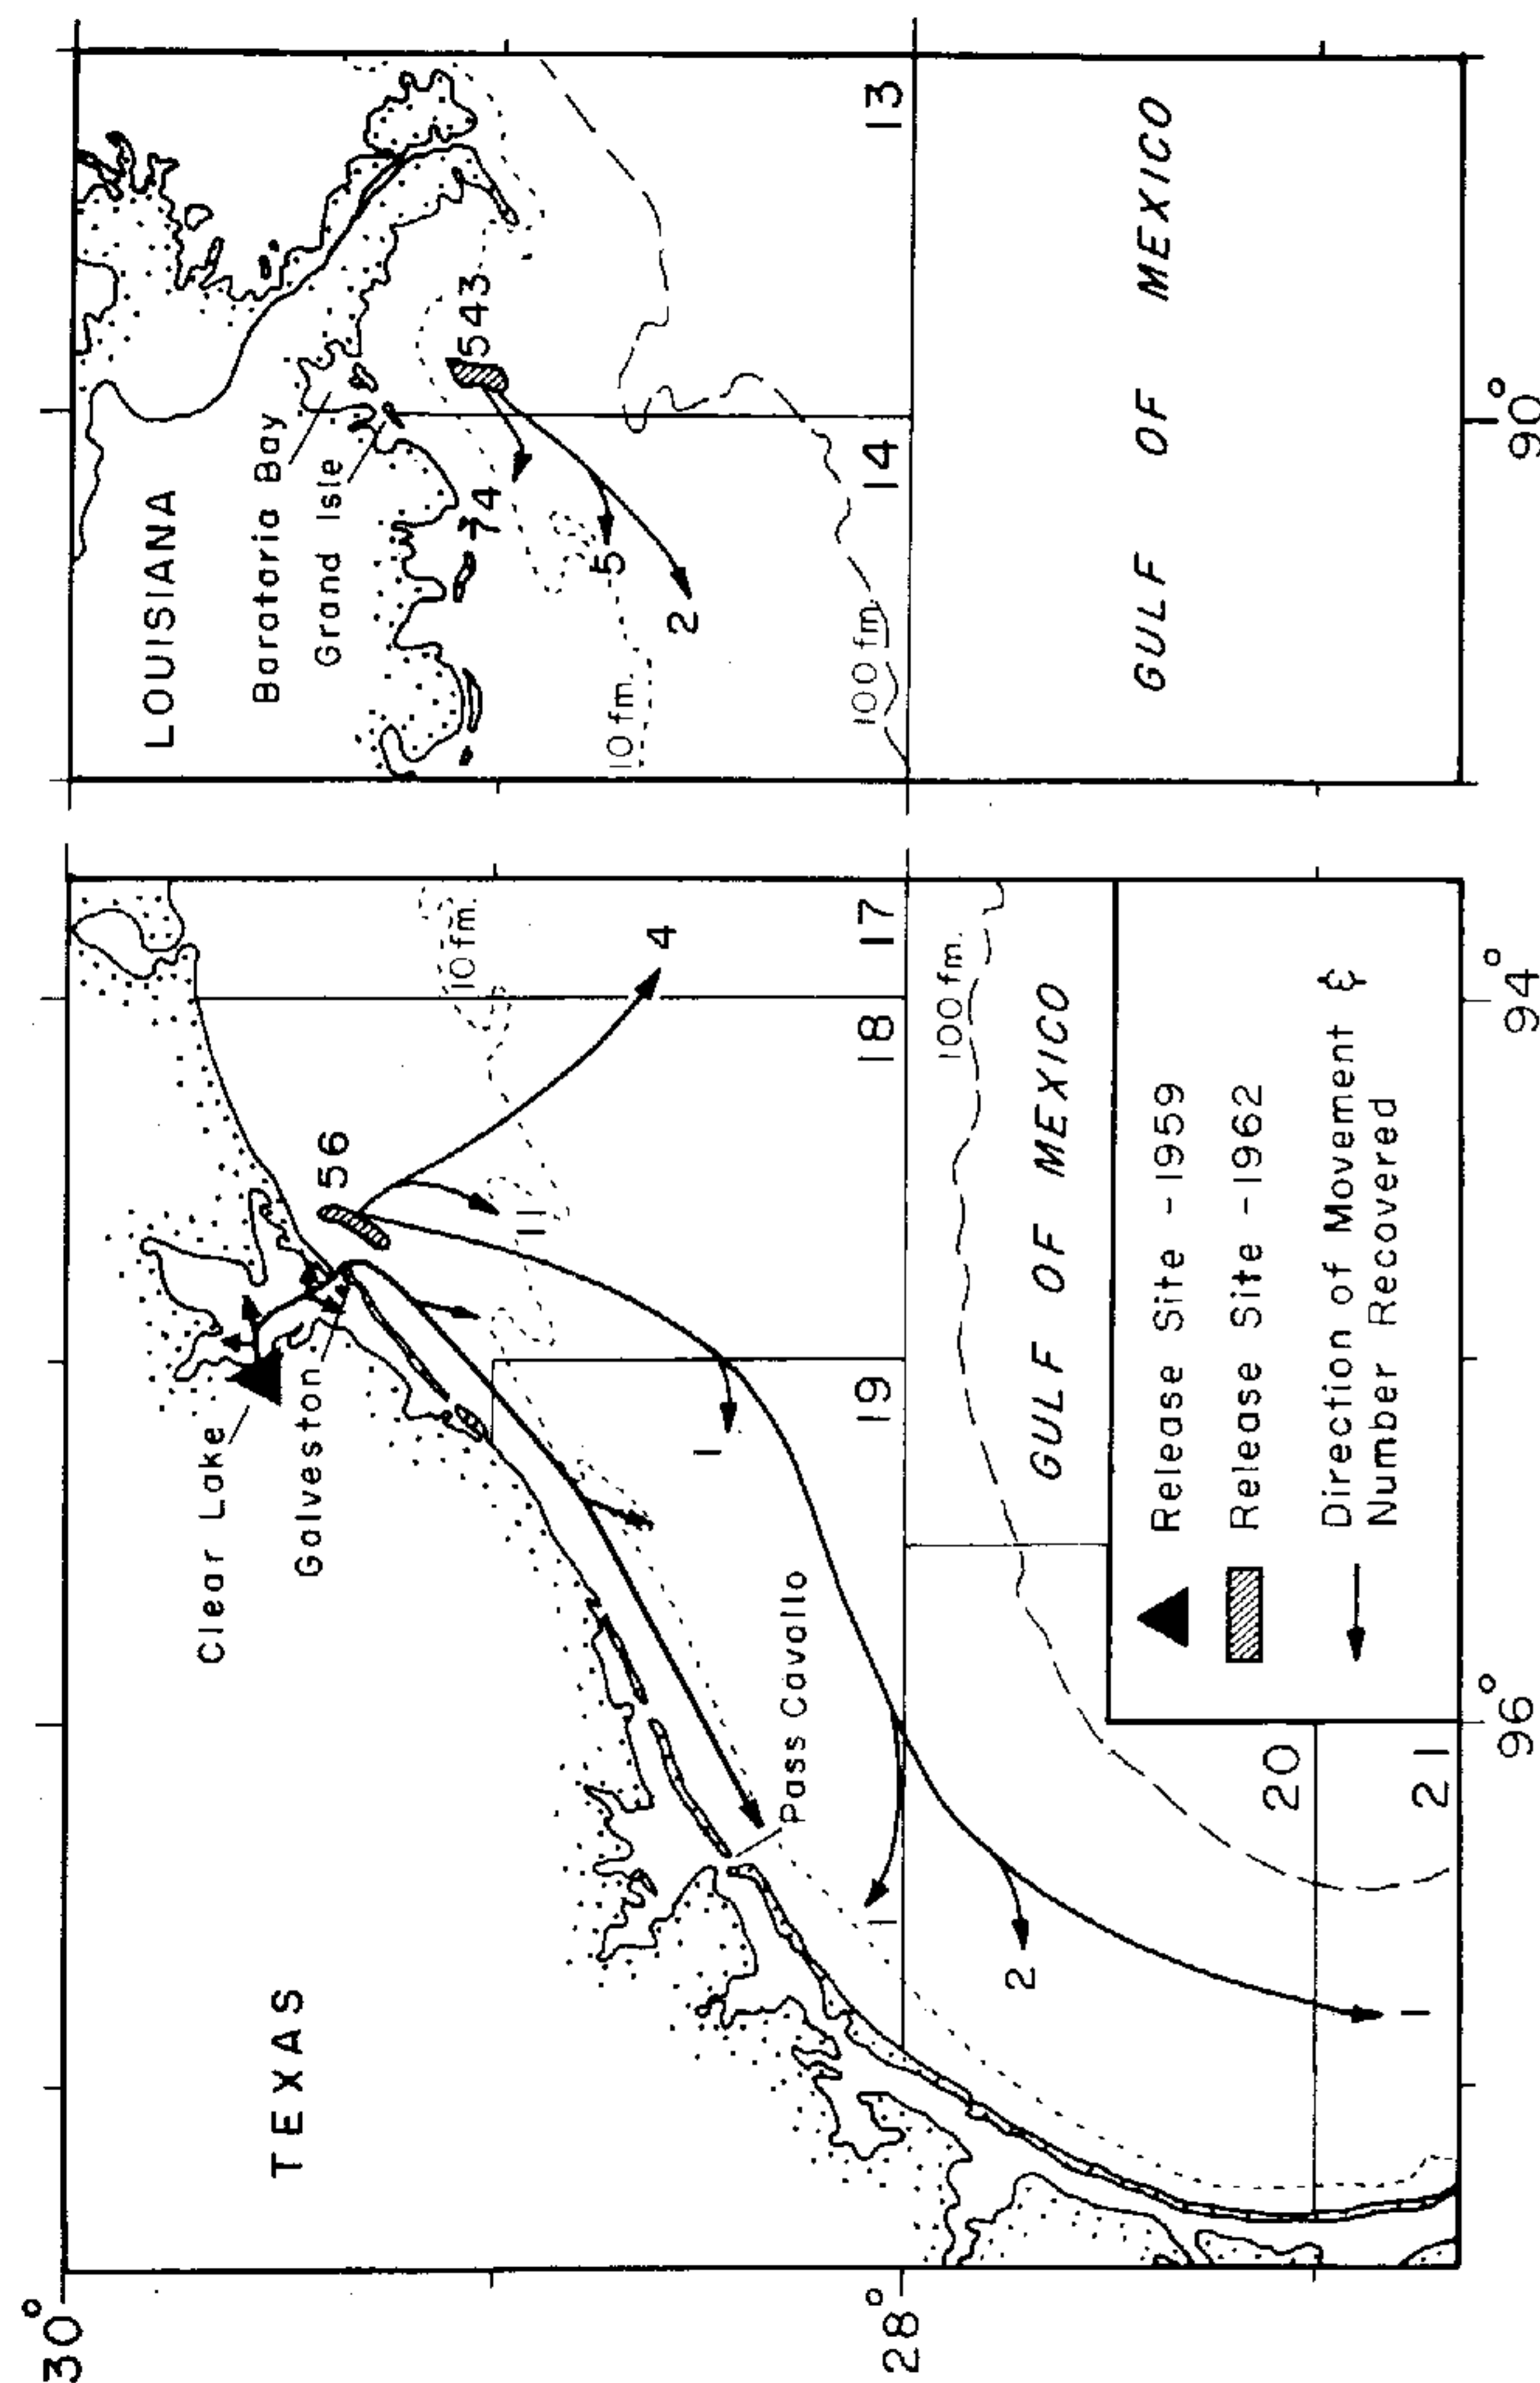 TEXAS
Clear Lake
Galveston
Pass Cavallo
56
4
11
1
1
2
1
10 fm.
100 fm.
17
18
19
20
21
GULF OF MEXICO
Release Site - 1959
Release Site - 1962
Direction of Movement &
Number Recovered
30°
28°
96°
94°
LOUISIANA
Barataria Bay
Grand Isle
543
74
5
2
10 fm.
100 fm.
14
13
GULF OF MEXICO
90°